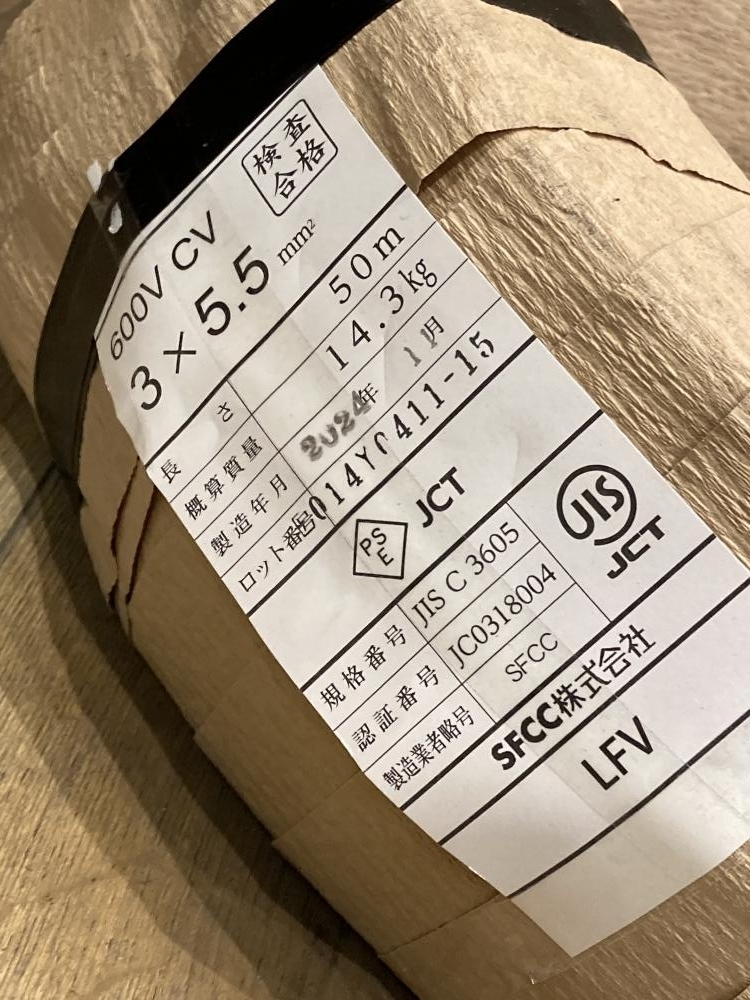 検査
合格
600V CV
3 × 5.5 mm²
長さ 50m
概算質量 14.3kg
製造年月 2024年 11月
ロット番号 014Y0411-15
PS
E
JCT
規格番号 JIS C 3605
認証番号 JC0318004
製造業者略号 SFCC
JIS
JCT
SFCC株式会社
LFV